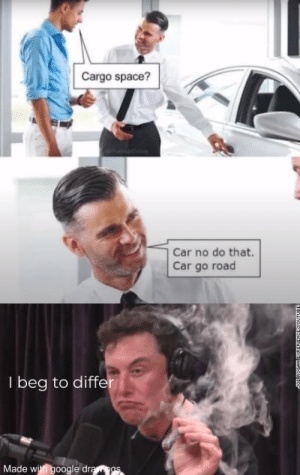 Cargo space?
Car no do that.
Car go road
I beg to differ
Made with google drawings